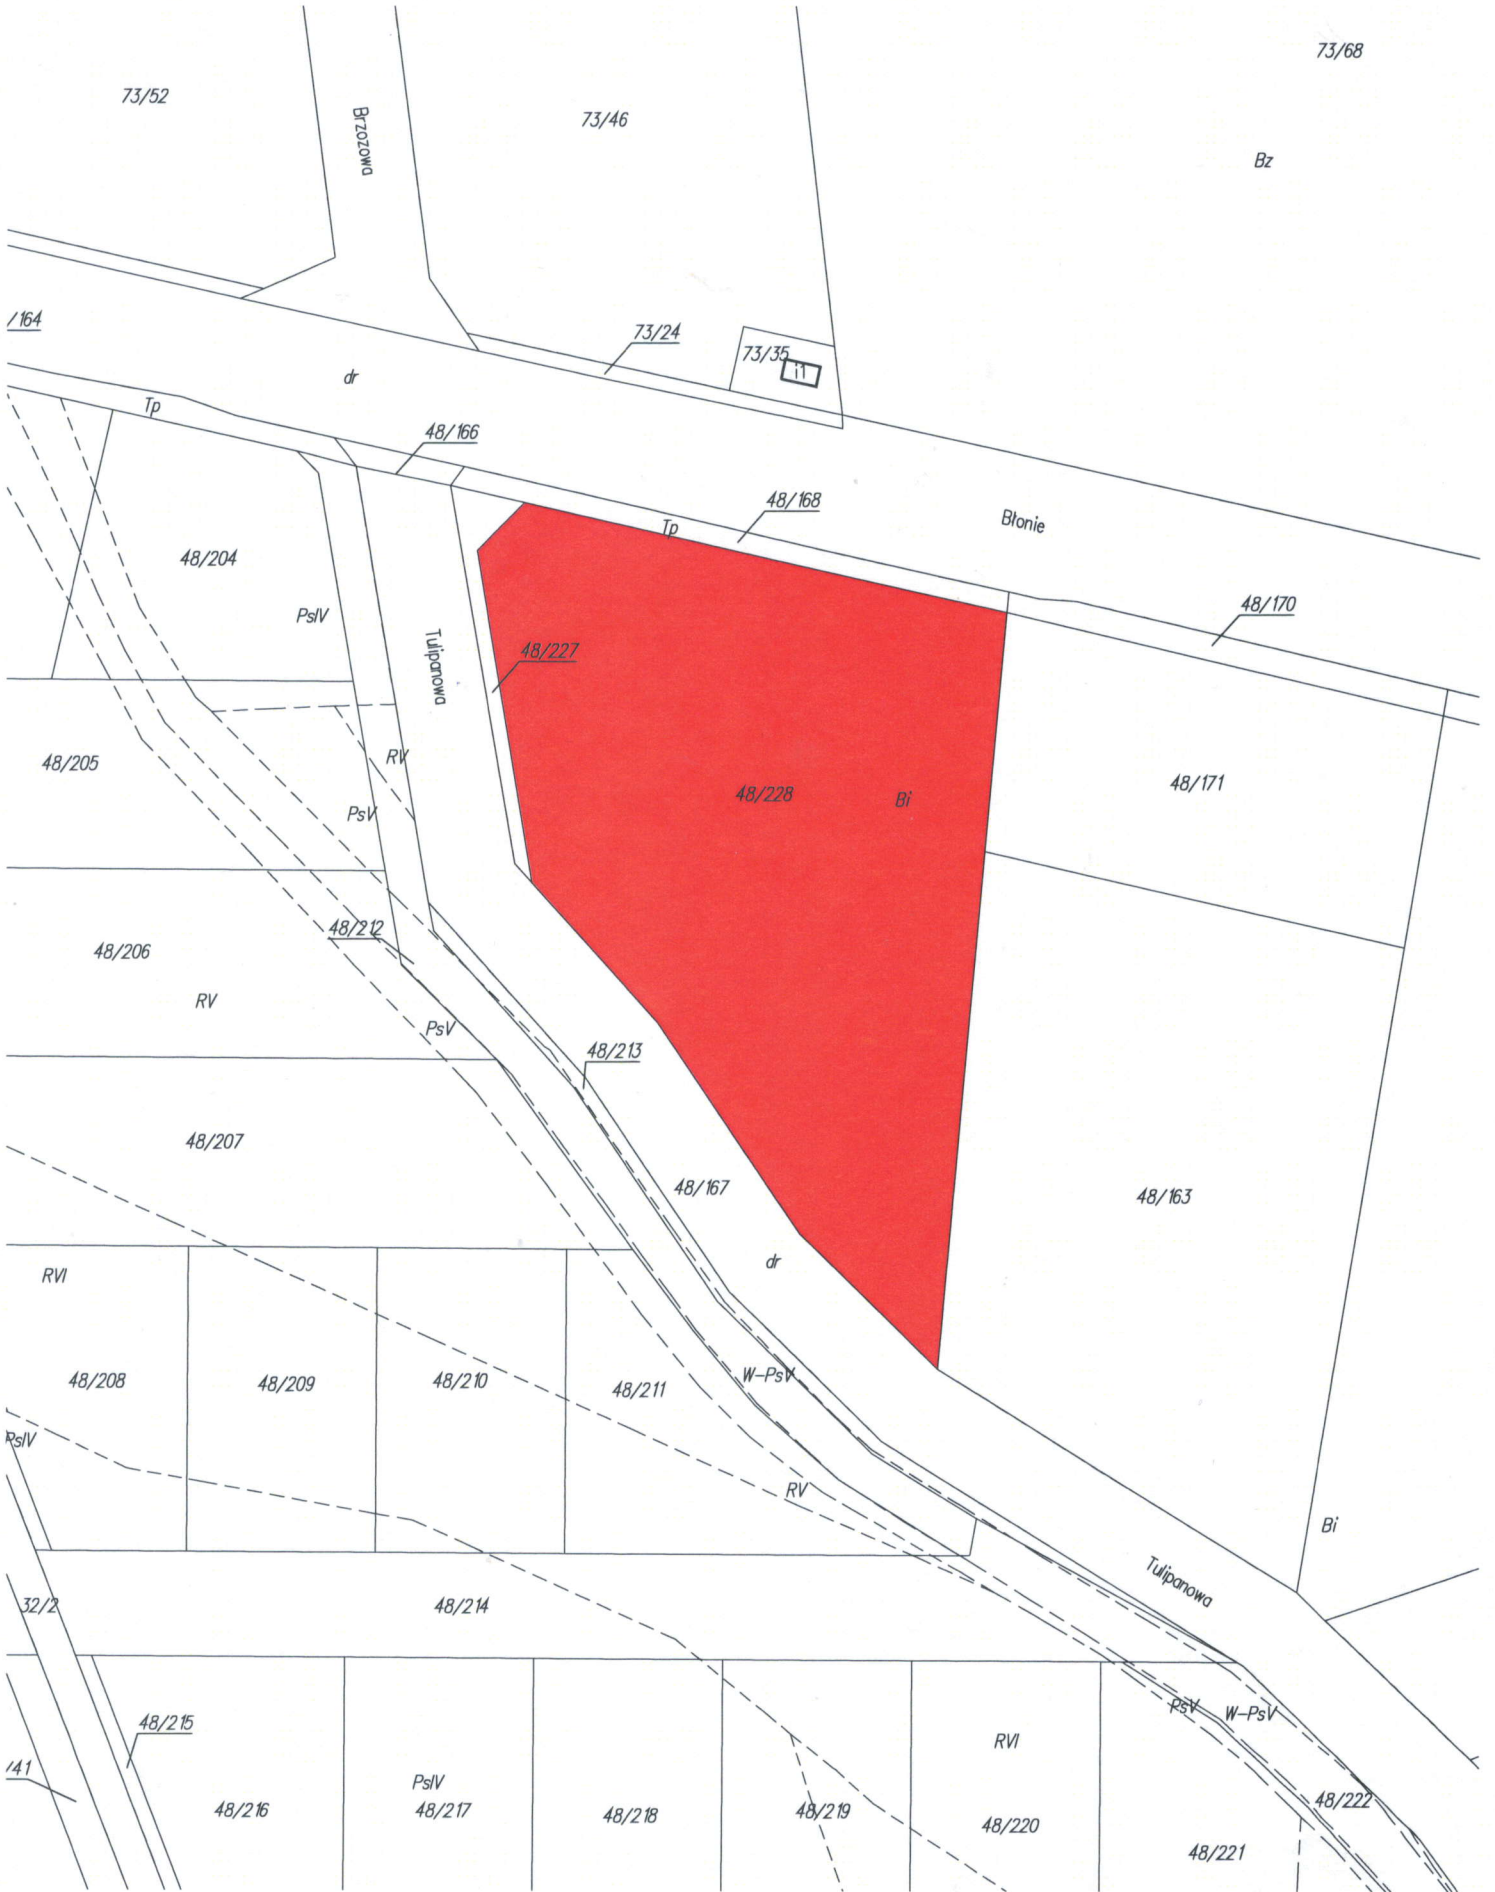 73/68
73/52
Brzozowa
73/46
Bz
/164
73/24
73/35
i1
dr
Tp
48/166
48/168
Błonie
Tp
48/204
48/170
PsIV
Tulipanowa
48/227
RV
48/205
48/171
48/228
Bi
PsV
48/212
48/206
RV
PsV
48/213
48/207
48/167
48/163
dr
RVI
48/208
48/209
48/210
48/211
W-PsV
PsIV
RV
Bi
Tulipanowa
32/2
48/214
48/215
PsV
W-PsV
RVI
/41
PsIV
48/216
48/217
48/218
48/219
48/220
48/222
48/221